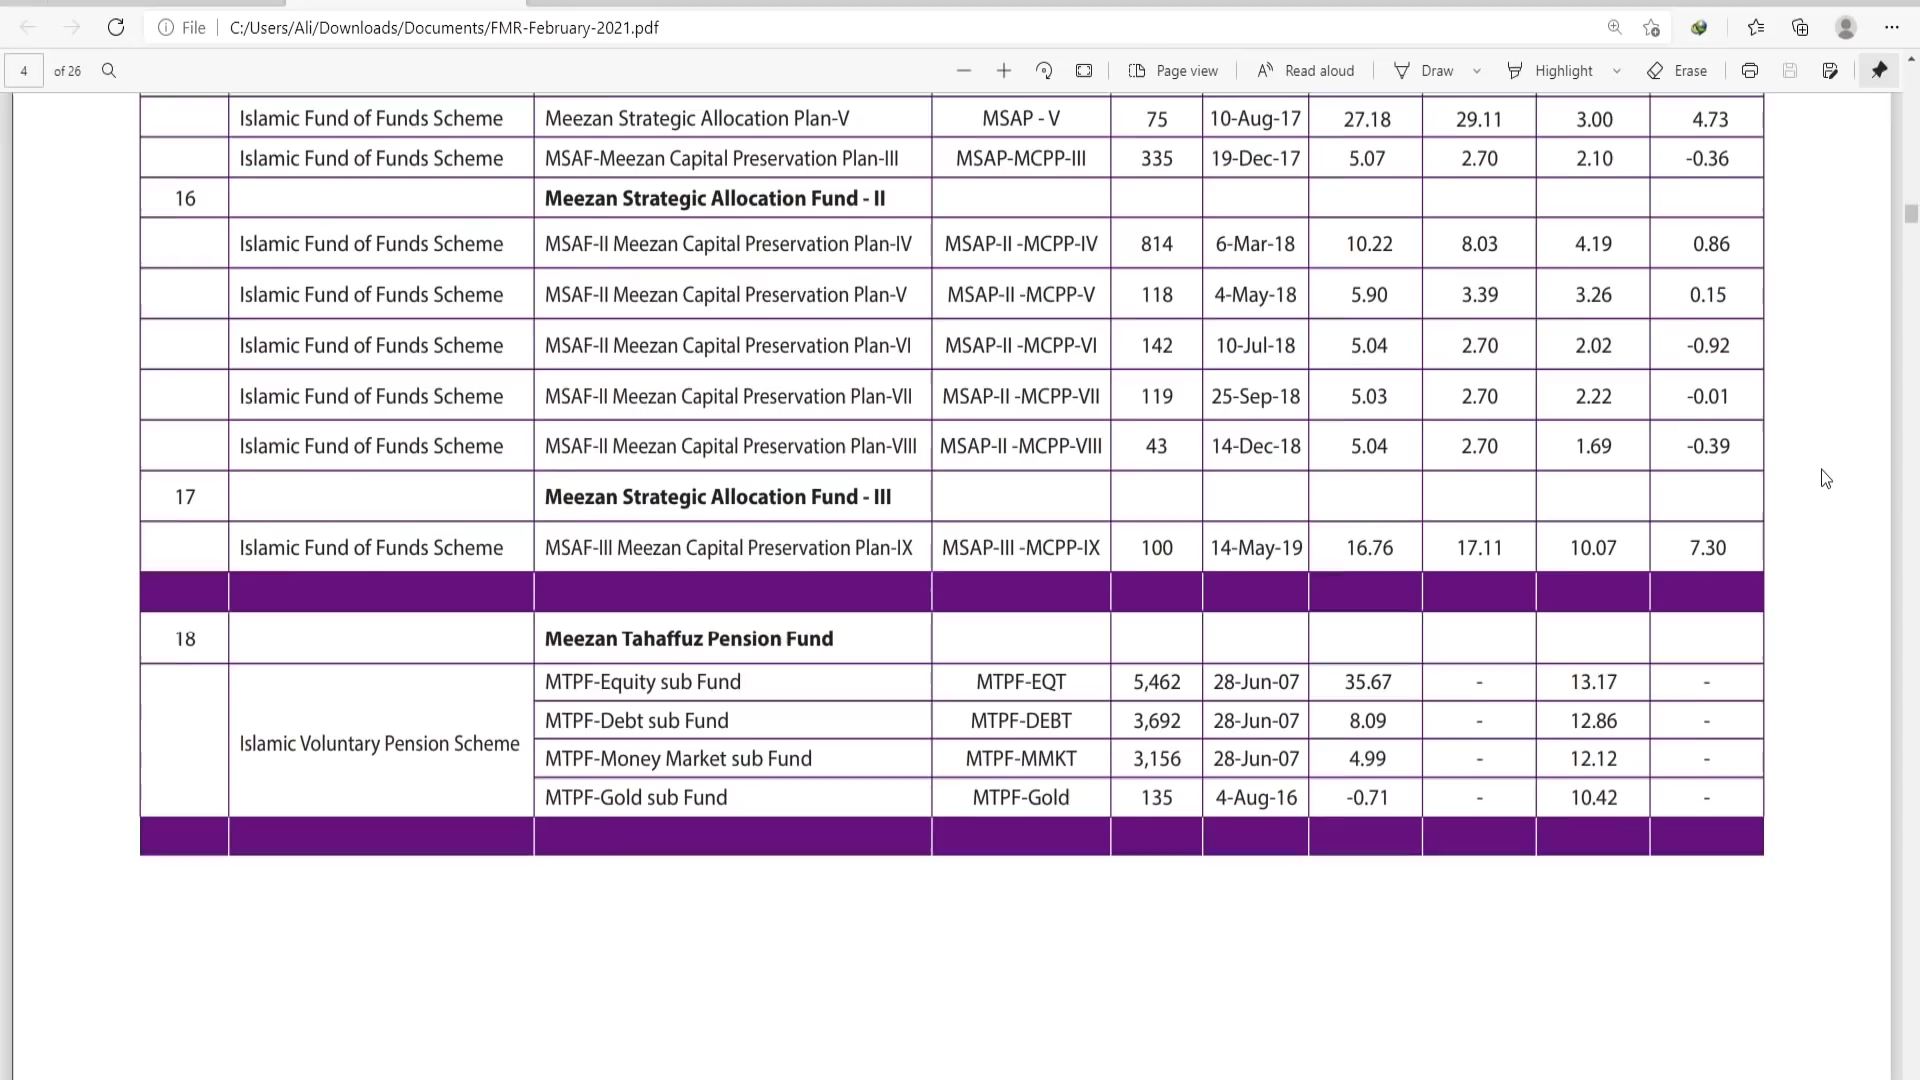 File C:/Users/Ali/Downloads/Documents/FMR-February-2021.pdf
4 of 26 Page view Read aloud Draw Highlight Erase
Islamic Fund of Funds Scheme Meezan Strategic Allocation Plan-V MSAP - V 75 10-Aug-17 27.18 29.11 3.00 4.73
Islamic Fund of Funds Scheme MSAF-Meezan Capital Preservation Plan-III MSAP-MCPP-III 335 19-Dec-17 5.07 2.70 2.10 -0.36
16 Meezan Strategic Allocation Fund - II
Islamic Fund of Funds Scheme MSAF-II Meezan Capital Preservation Plan-IV MSAP-II -MCPP-IV 814 6-Mar-18 10.22 8.03 4.19 0.86
Islamic Fund of Funds Scheme MSAF-II Meezan Capital Preservation Plan-V MSAP-II -MCPP-V 118 4-May-18 5.90 3.39 3.26 0.15
Islamic Fund of Funds Scheme MSAF-II Meezan Capital Preservation Plan-VI MSAP-II -MCPP-VI 142 10-Jul-18 5.04 2.70 2.02 -0.92
Islamic Fund of Funds Scheme MSAF-II Meezan Capital Preservation Plan-VII MSAP-II -MCPP-VII 119 25-Sep-18 5.03 2.70 2.22 -0.01
Islamic Fund of Funds Scheme MSAF-II Meezan Capital Preservation Plan-VIII MSAP-II -MCPP-VIII 43 14-Dec-18 5.04 2.70 1.69 -0.39
17 Meezan Strategic Allocation Fund - III
Islamic Fund of Funds Scheme MSAF-III Meezan Capital Preservation Plan-IX MSAP-III -MCPP-IX 100 14-May-19 16.76 17.11 10.07 7.30
18 Meezan Tahaffuz Pension Fund
Islamic Voluntary Pension Scheme
MTPF-Equity sub Fund MTPF-EQT 5,462 28-Jun-07 35.67 - 13.17 -
MTPF-Debt sub Fund MTPF-DEBT 3,692 28-Jun-07 8.09 - 12.86 -
MTPF-Money Market sub Fund MTPF-MMKT 3,156 28-Jun-07 4.99 - 12.12 -
MTPF-Gold sub Fund MTPF-Gold 135 4-Aug-16 -0.71 - 10.42 -